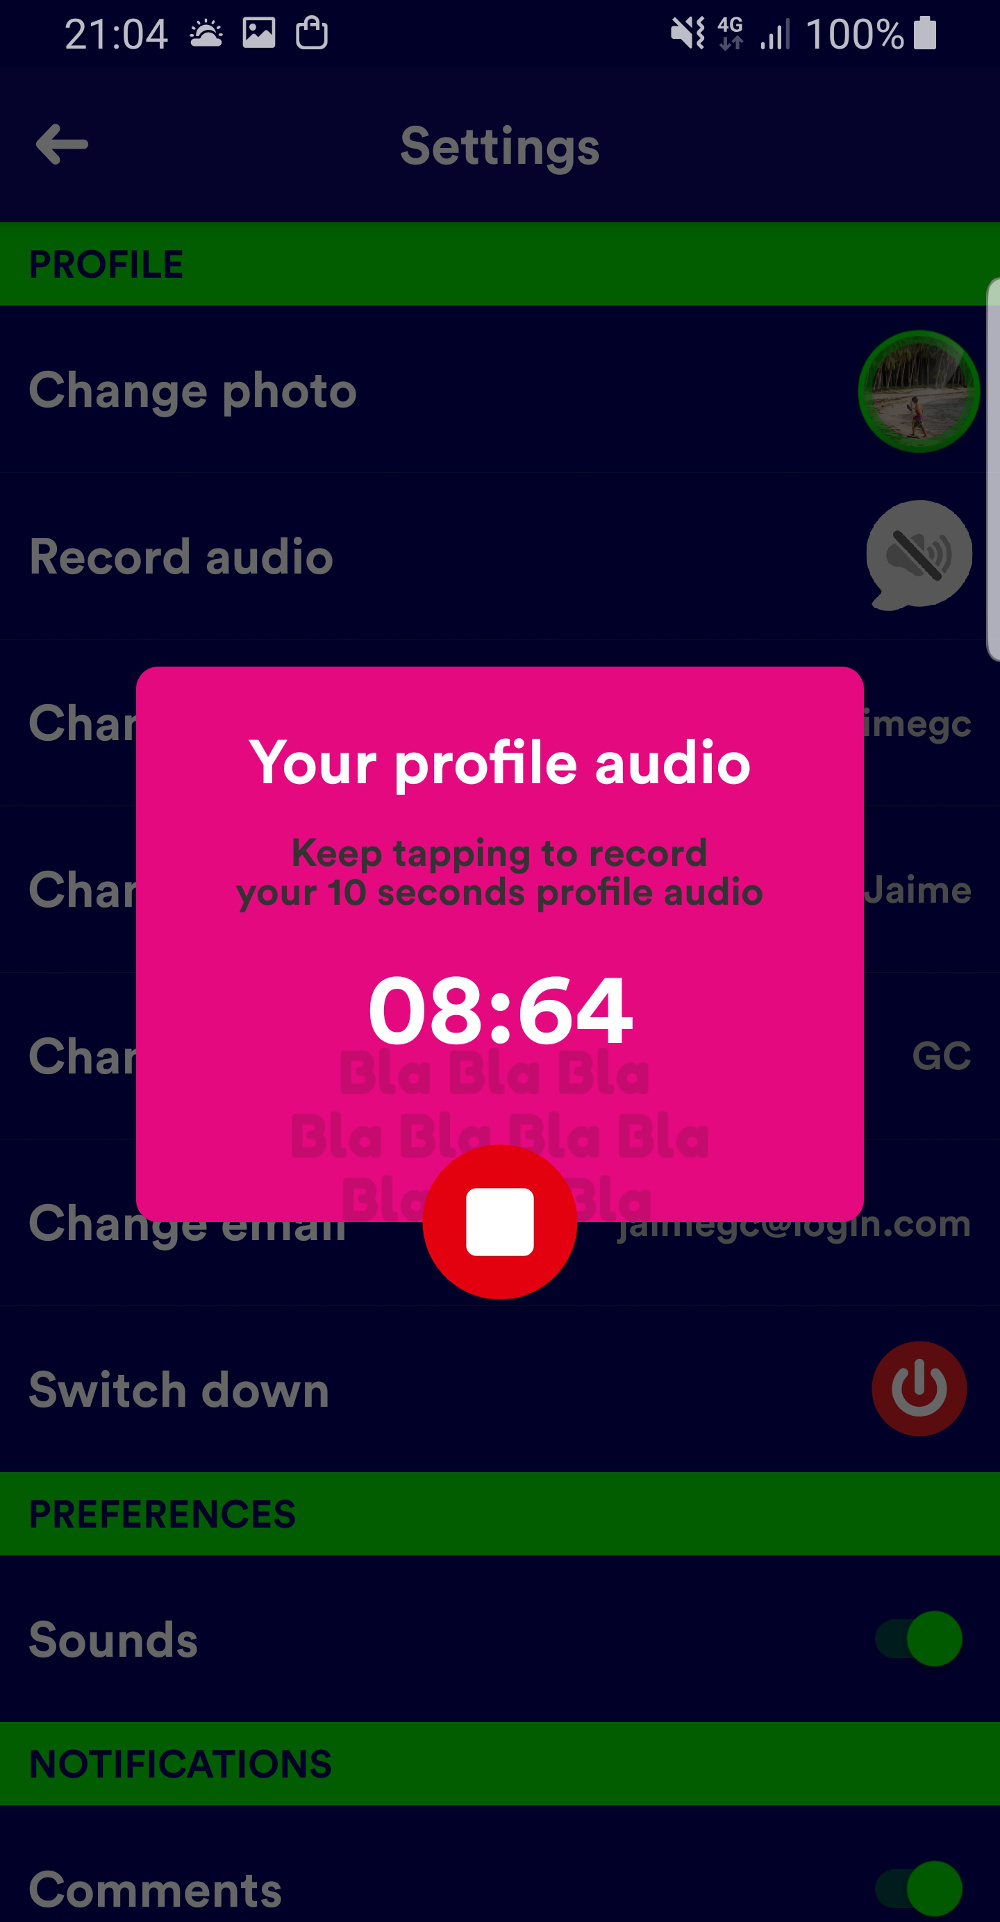 21:04 4G 100%
Settings
PROFILE
Change photo
Record audio
Char imegc
Your profile audio
Keep tapping to record
your 10 seconds profile audio
Char Jaime
08:64
Char GC
Bla Bla Bla
Bla Bla Bla Bla
Bla Bla
Change email jaimegc@login.com
Switch down
PREFERENCES
Sounds
NOTIFICATIONS
Comments